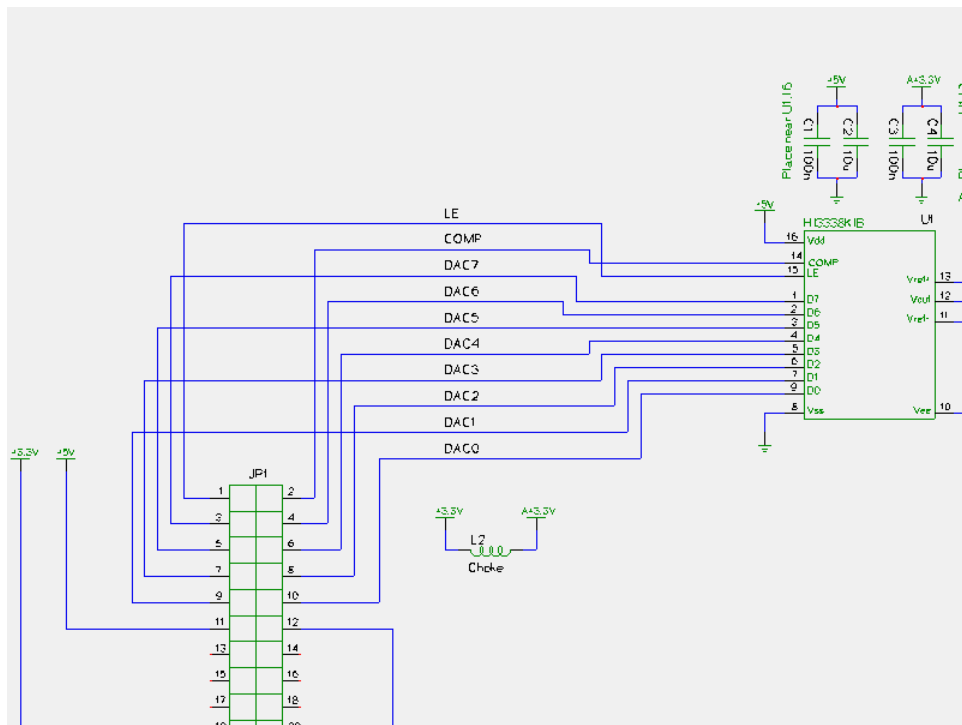 +5V A+3.3V
Place near U1.16
C1 100n
C2 10u
C3 100n
C4 10u
+5V
HI3338KIB U1
LE
COMP
DAC7
DAC6
DAC5
DAC4
DAC3
DAC2
DAC1
DAC0
16 Vdd
14 COMP
15 LE
1 D7
2 D6
3 D5
4 D4
5 D3
6 D2
7 D1
9 D0
8 Vss
Vref+ 13
Vout 12
Vref- 11
Vee 10
+3.3V +5V
JP1
1 2
3 4
5 6
7 8
9 10
11 12
13 14
15 16
17 18
19 20
+3.3V A+3.3V
L2
Choke